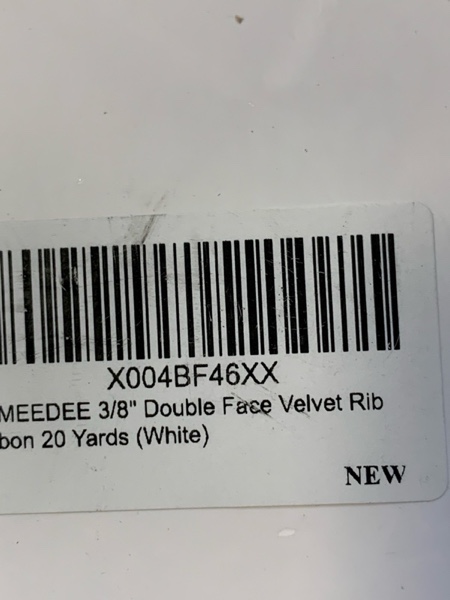 X004BF46XX
MEEDEE 3/8" Double Face Velvet Rib
bon 20 Yards (White)
NEW